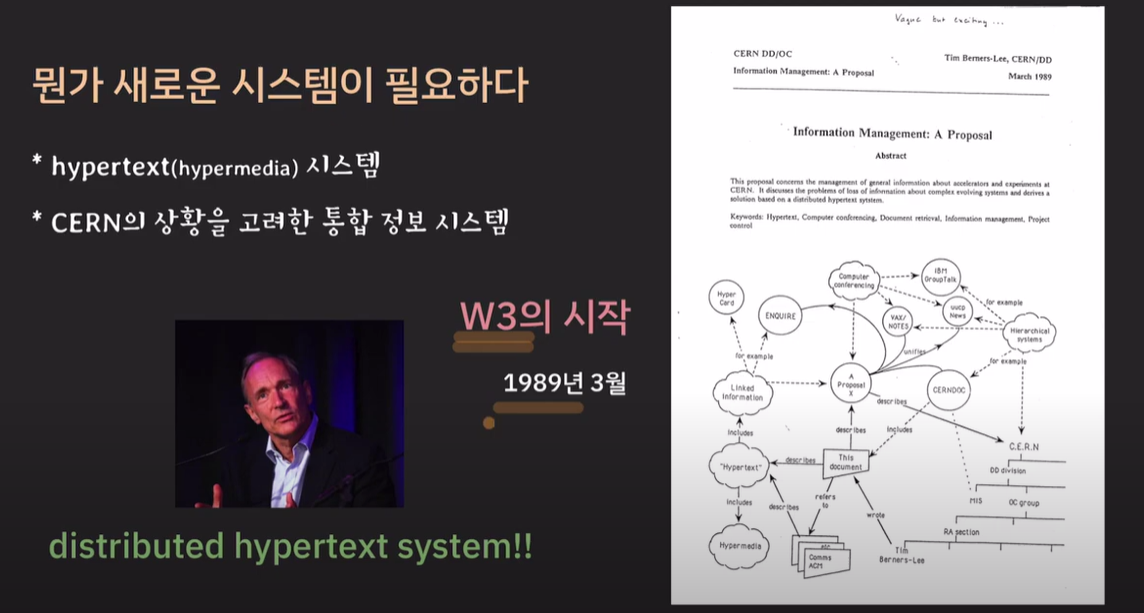 뭔가 새로운 시스템이 필요하다
* hypertext(hypermedia) 시스템
* CERN의 상황을 고려한 통합 정보 시스템
W3의 시작
1989년 3월
distributed hypertext system!!
Vague but exciting ...
CERN DD/OC
Tim Berners-Lee, CERN/DD
Information Management: A Proposal
March 1989
Information Management: A Proposal
Abstract
This proposal concerns the management of general information about accelerators and experiments at
CERN. It discusses the problems of loss of information about complex evolving systems and derives a
solution based on a distributed hypertext sytstem.
Keywords: Hypertext, Computer conferencing, Document retrieval, Information management, Project
control
Computer
conferencing
IBM
GroupTalk
Hyper
Card
ENQUIRE
VAX/
NOTES
uucp
News
for example
Hierarchical
systems
unifies
for example
for example
A
Proposal
X
Linked
information
CERNDOC
describes
includes
describes
includes
C.E.R.N
"Hypertext"
describes
This
document
DD division
includes
describes
refers
to
wrote
MIS
OC group
RA section
Hypermedia
etc
Comms
ACM
Tim
Berners-Lee